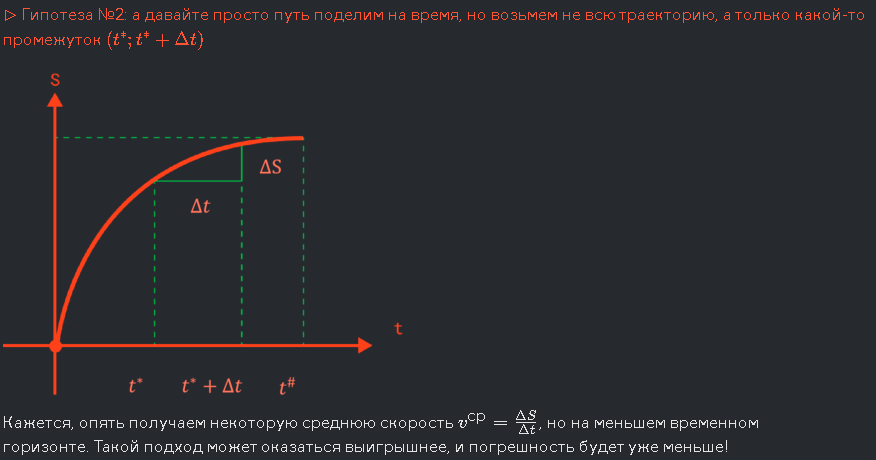 ▷ Гипотеза №2: а давайте просто путь поделим на время, но возьмем не всю траекторию, а только какой-то
промежуток (t*; t* + Δt)
S
ΔS
Δt
t
t* t* + Δt t#
Кажется, опять получаем некоторую среднюю скорость v^ср = ΔS/Δt, но на меньшем временном
горизонте. Такой подход может оказаться выигрышнее, и погрешность будет уже меньше!